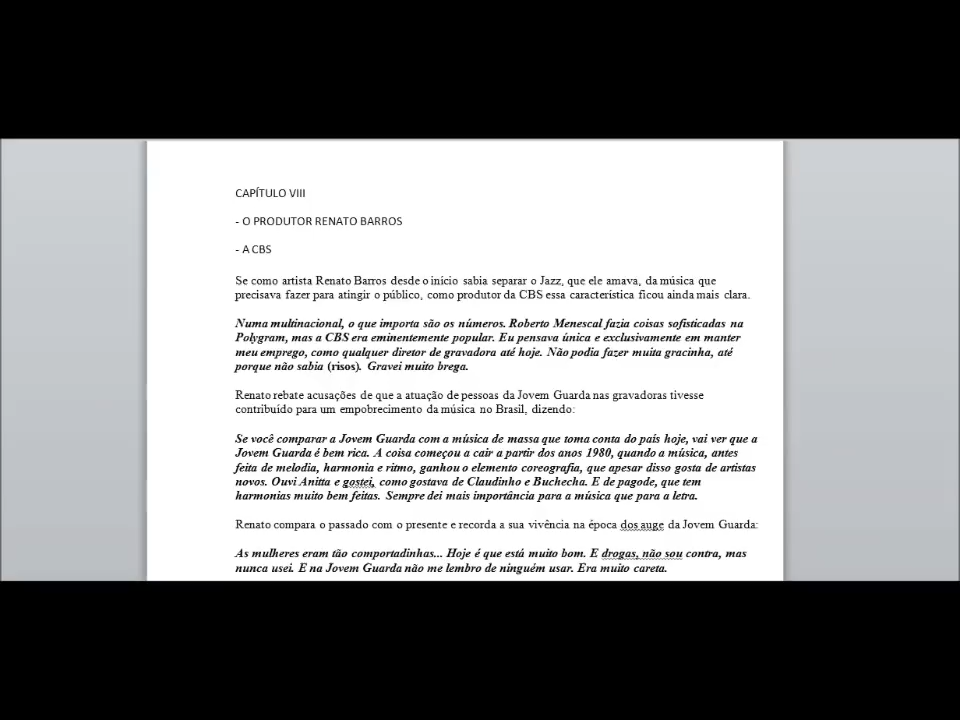 CAPÍTULO VIII
- O PRODUTOR RENATO BARROS
- A CBS
Se como artista Renato Barros desde o início sabia separar o Jazz, que ele amava, da música que
precisava fazer para atingir o público, como produtor da CBS essa característica ficou ainda mais clara.
Numa multinacional, o que importa são os números. Roberto Menescal fazia coisas sofisticadas na
Polygram, mas a CBS era eminentemente popular. Eu pensava única e exclusivamente em manter
meu emprego, como qualquer diretor de gravadora até hoje. Não podia fazer muita gracinha, até
porque não sabia (risos). Gravei muito brega.
Renato rebate acusações de que a atuação de pessoas da Jovem Guarda nas gravadoras tivesse
contribuído para um empobrecimento da música no Brasil, dizendo:
Se você comparar a Jovem Guarda com a música de massa que toma conta do país hoje, vai ver que a
Jovem Guarda é bem rica. A coisa começou a cair a partir dos anos 1980, quando a música, antes
feita de melodia, harmonia e ritmo, ganhou o elemento coreografia, que apesar disso gosta de artistas
novos. Ouvi Anitta e gostei, como gostava de Claudinho e Buchecha. E de pagode, que tem
harmonias muito bem feitas. Sempre dei mais importância para a música que para a letra.
Renato compara o passado com o presente e recorda a sua vivência na época dos auge da Jovem Guarda:
As mulheres eram tão comportadinhas... Hoje é que está muito bom. E drogas, não sou contra, mas
nunca usei. E na Jovem Guarda não me lembro de ninguém usar. Era muito careta.